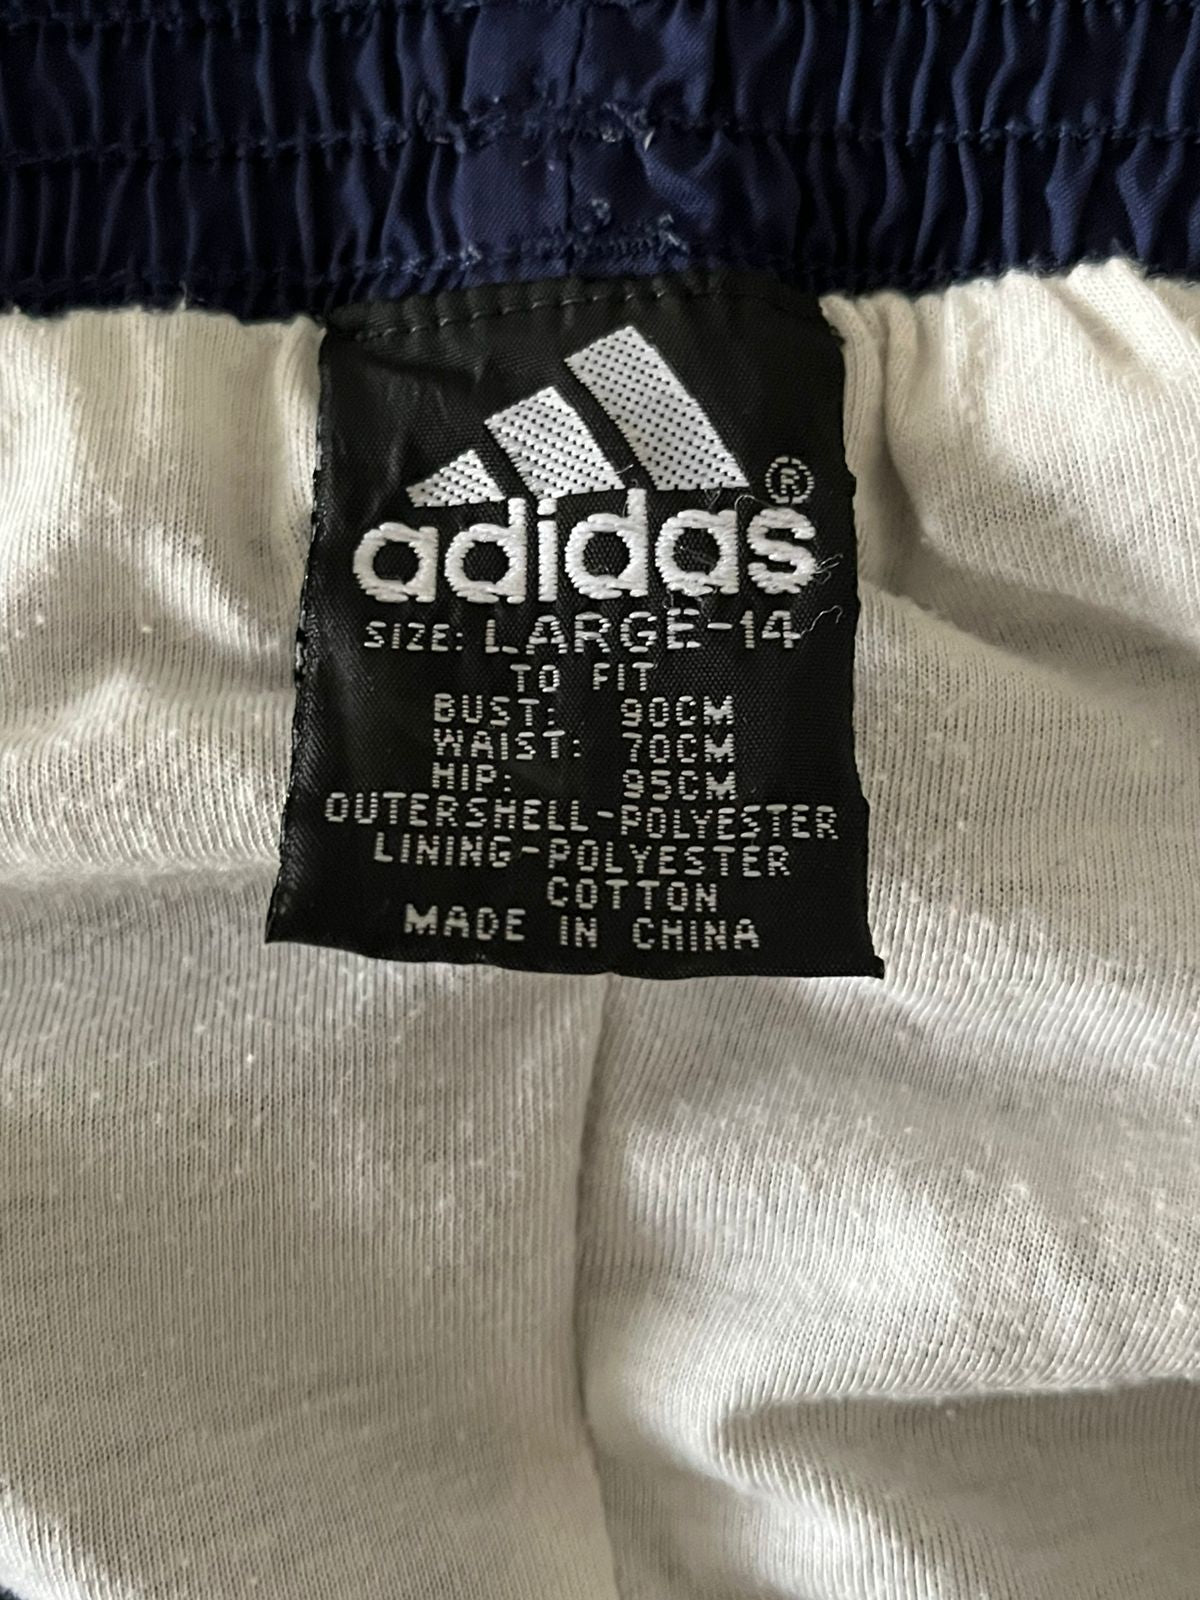 adidas®
SIZE: LARGE-14
TO FIT
BUST: 90CM
WAIST: 70CM
HIP: 95CM
OUTERSHELL-POLYESTER
LINING-POLYESTER
COTTON
MADE IN CHINA